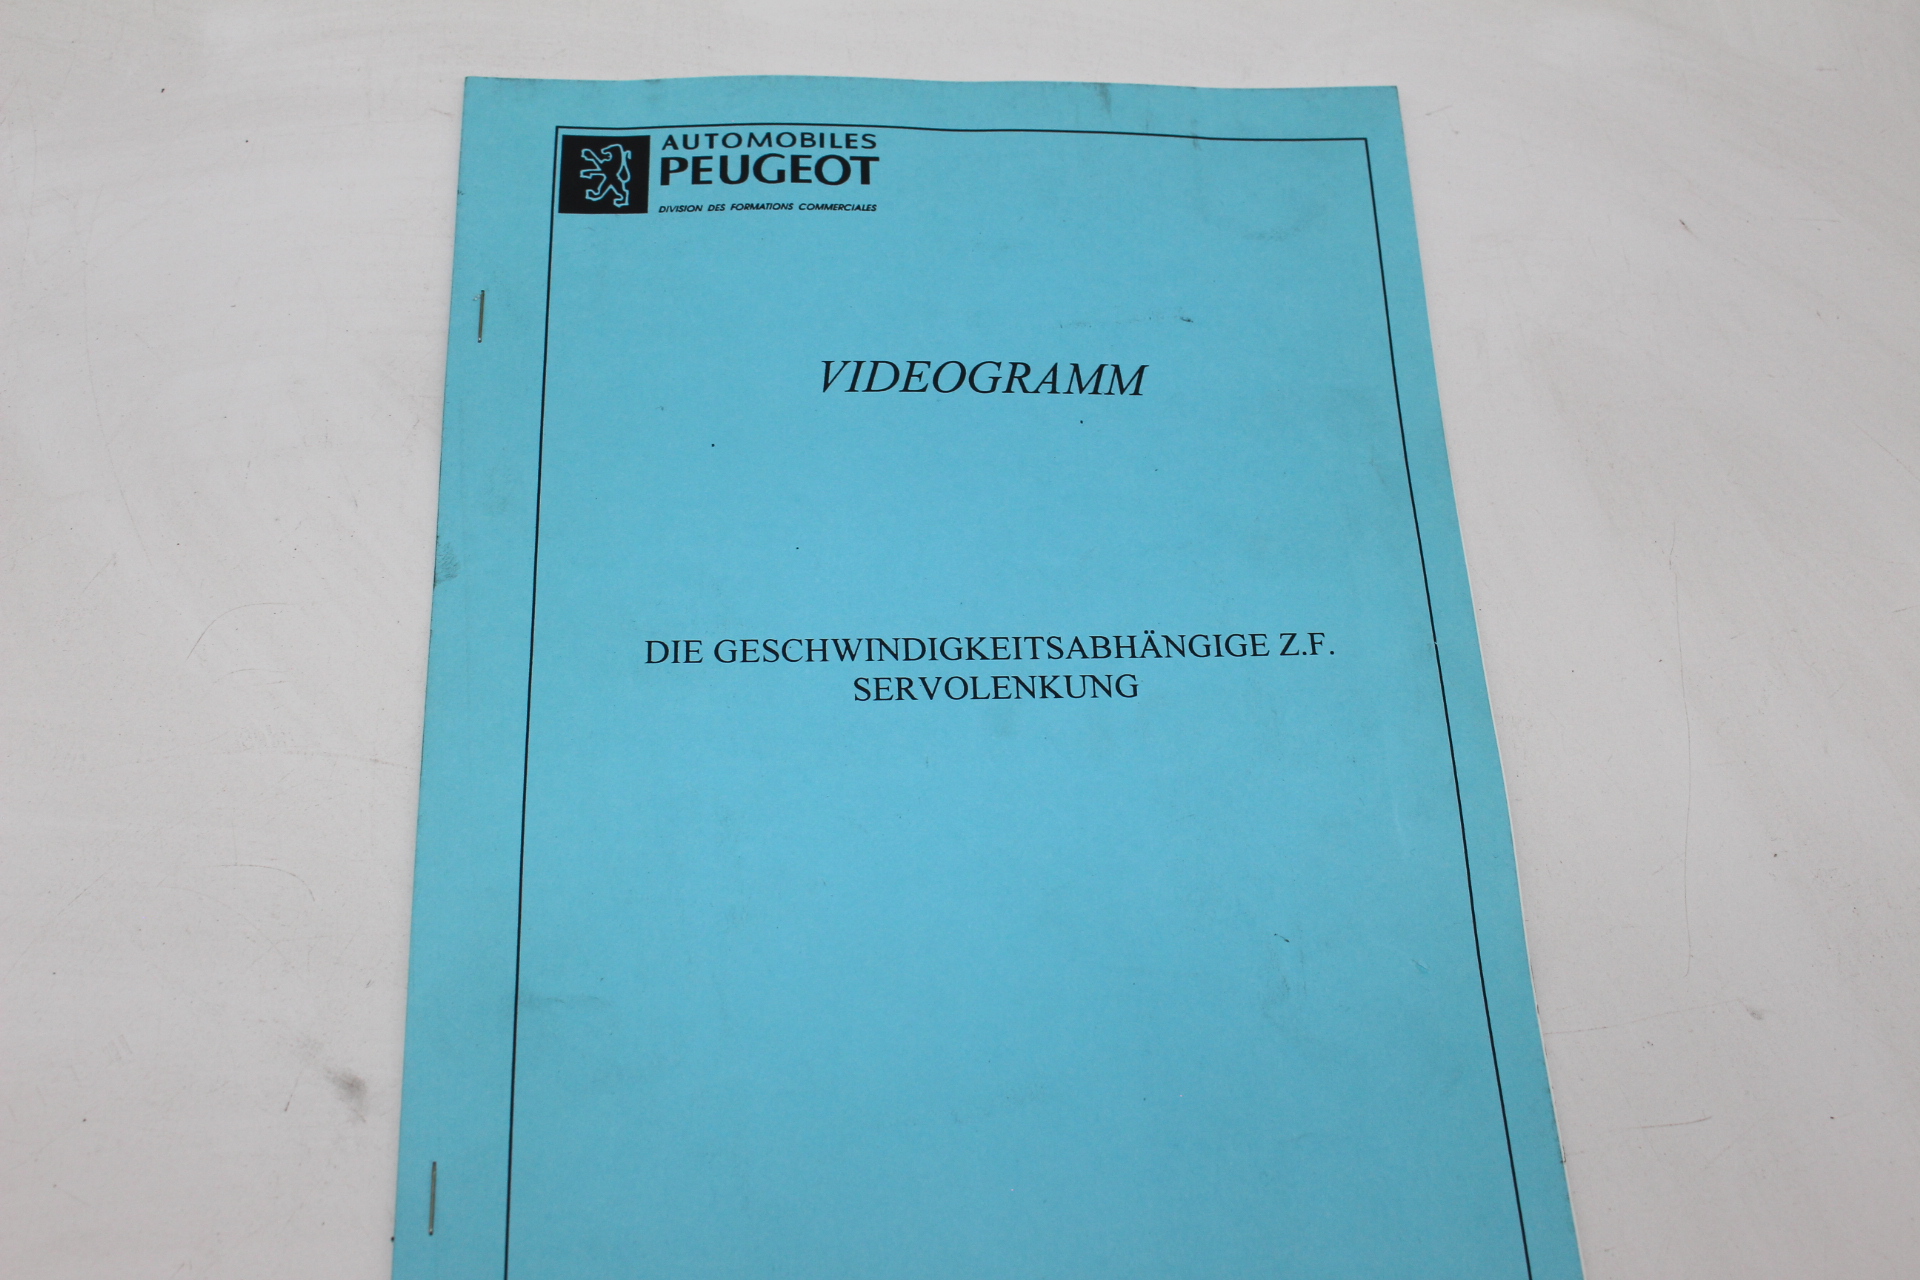 AUTOMOBILES
PEUGEOT
DIVISION DES FORMATIONS COMMERCIALES
VIDEOGRAMM
DIE GESCHWINDIGKEITSABHÄNGIGE Z.F.
SERVOLENKUNG